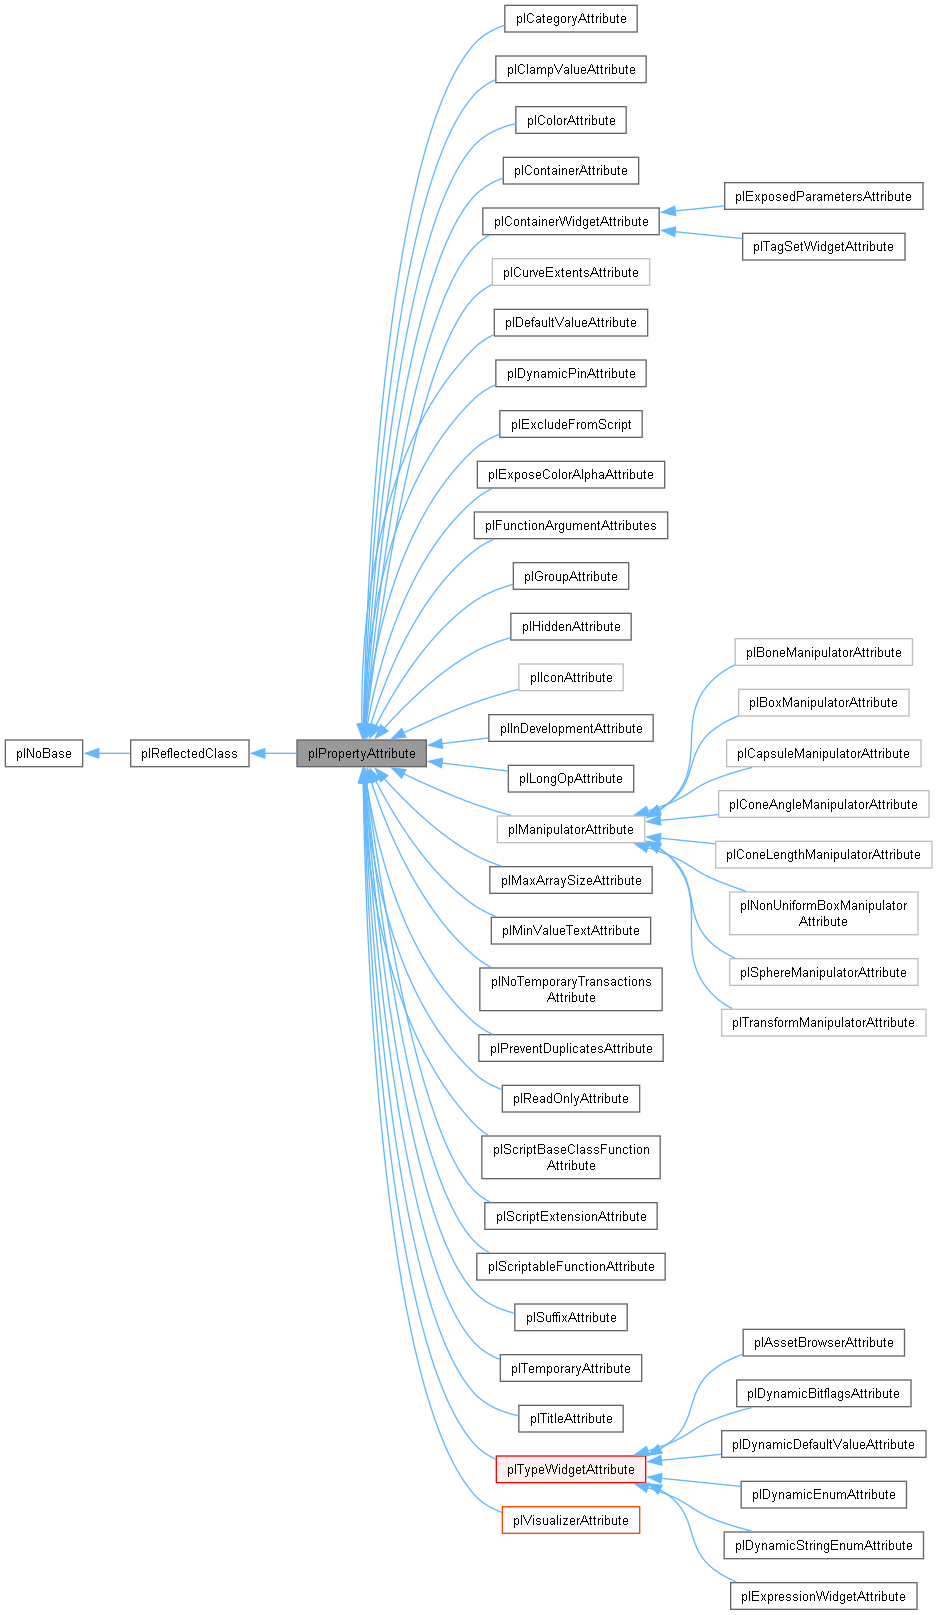 plCategoryAttribute
plClampValueAttribute
plColorAttribute
plContainerAttribute
plExposedParametersAttribute
plContainerWidgetAttribute
plTagSetWidgetAttribute
plCurveExtentsAttribute
plDefaultValueAttribute
plDynamicPinAttribute
plExcludeFromScript
plExposeColorAlphaAttribute
plFunctionArgumentAttributes
plGroupAttribute
plHiddenAttribute
plBoneManipulatorAttribute
plIconAttribute
plBoxManipulatorAttribute
plInDevelopmentAttribute
plNoBase
plReflectedClass
plPropertyAttribute
plCapsuleManipulatorAttribute
plLongOpAttribute
plConeAngleManipulatorAttribute
plManipulatorAttribute
plConeLengthManipulatorAttribute
plMaxArraySizeAttribute
plNonUniformBoxManipulator
Attribute
plMinValueTextAttribute
plSphereManipulatorAttribute
plNoTemporaryTransactions
Attribute
plTransformManipulatorAttribute
plPreventDuplicatesAttribute
plReadOnlyAttribute
plScriptBaseClassFunction
Attribute
plScriptExtensionAttribute
plScriptableFunctionAttribute
plSuffixAttribute
plAssetBrowserAttribute
plTemporaryAttribute
plDynamicBitflagsAttribute
plTitleAttribute
plDynamicDefaultValueAttribute
plTypeWidgetAttribute
plDynamicEnumAttribute
plVisualizerAttribute
plDynamicStringEnumAttribute
plExpressionWidgetAttribute